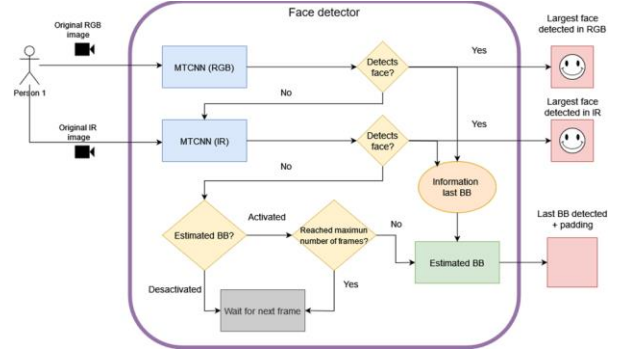 Face detector
Original RGB
image
Largest face
detected in RGB
Person 1
MTCNN (RGB)
Detects
face?
Yes
No
Original IR
image
Largest face
detected in IR
MTCNN (IR)
Detects
face?
Yes
No
Information
last BB
Estimated BB?
Activated
Reached maximun
number of frames?
No
Estimated BB
Last BB detected
+ padding
Desactivated
Yes
Wait for next frame